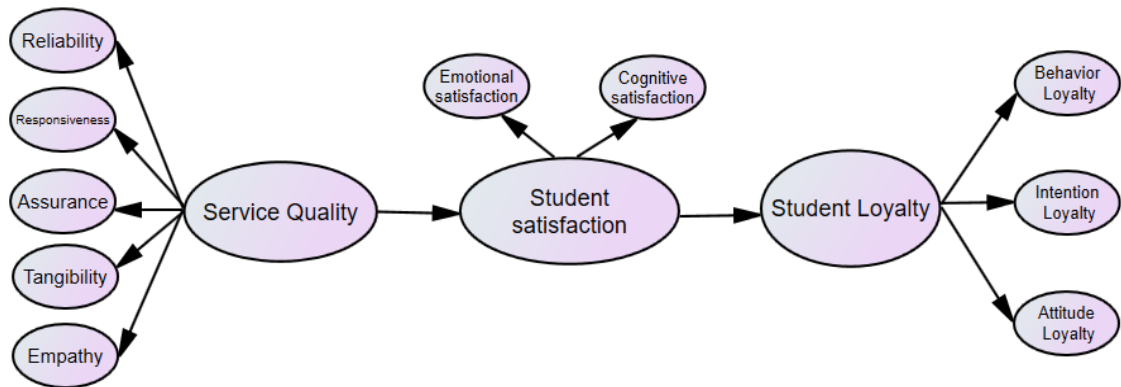 Reliability
Responsiveness
Assurance
Tangibility
Empathy
Service Quality
Emotional
satisfaction
Cognitive
satisfaction
Student
satisfaction
Student Loyalty
Behavior
Loyalty
Intention
Loyalty
Attitude
Loyalty